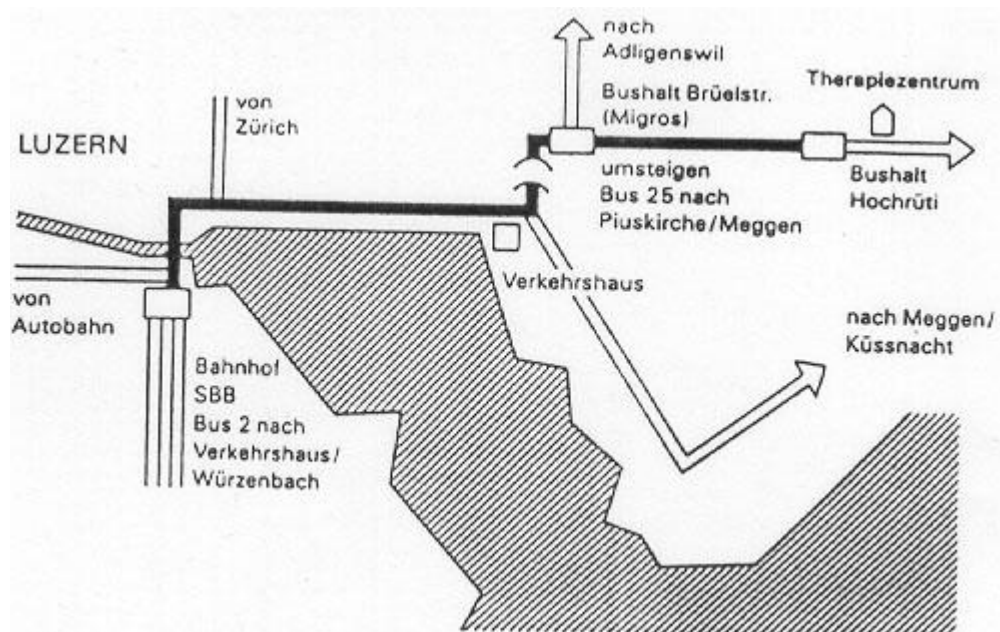 nach
Adligenswil
Therapiezentrum
Bushalt Brüelstr.
(Migros)
von
Zürich
LUZERN
umsteigen
Bus 25 nach
Piuskirche/Meggen
Bushalt
Hochrüti
Verkehrshaus
von
Autobahn
nach Meggen/
Küssnacht
Bahnhof
SBB
Bus 2 nach
Verkehrshaus/
Würzenbach